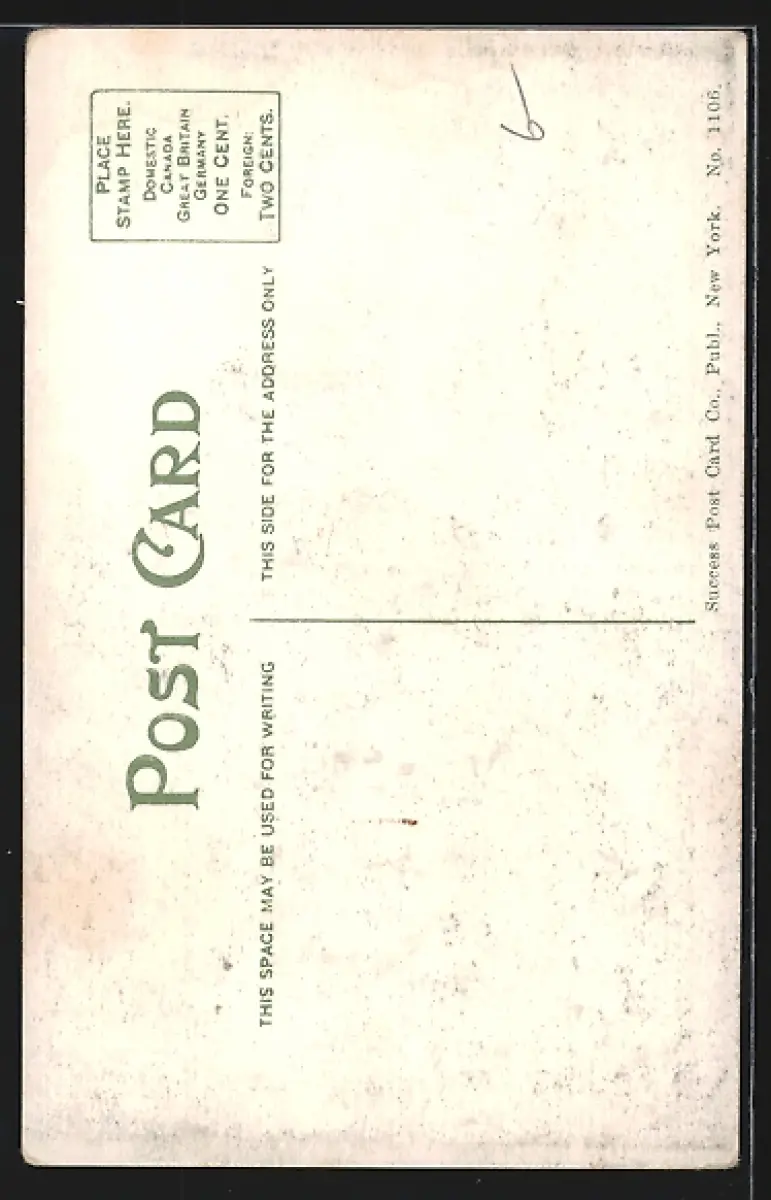 POST CARD
PLACE
STAMP HERE.
DOMESTIC
CANADA
GREAT BRITAIN
GERMANY
ONE CENT.
FOREIGN:
TWO CENTS.
THIS SPACE MAY BE USED FOR WRITING
THIS SIDE FOR THE ADDRESS ONLY
6
Success Post Card Co., Publ., New York. No. 1106.